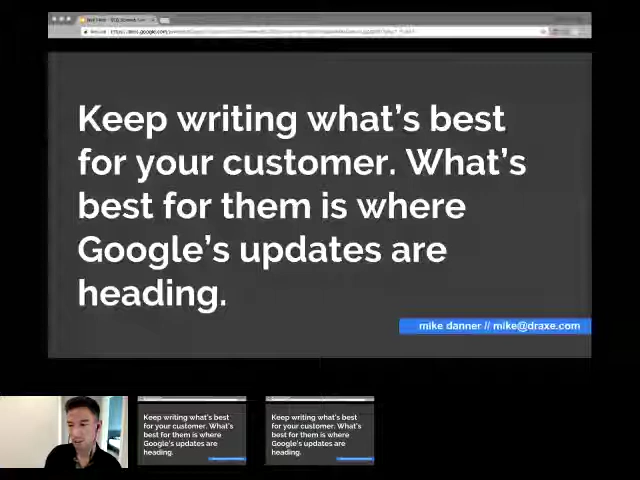 Keep writing what's best
for your customer. What's
best for them is where
Google's updates are
heading.
mike danner // mike@draxe.com
Keep writing what's best
for your customer. What's
best for them is where
Google's updates are
heading.
Keep writing what's best
for your customer. What's
best for them is where
Google's updates are
heading.